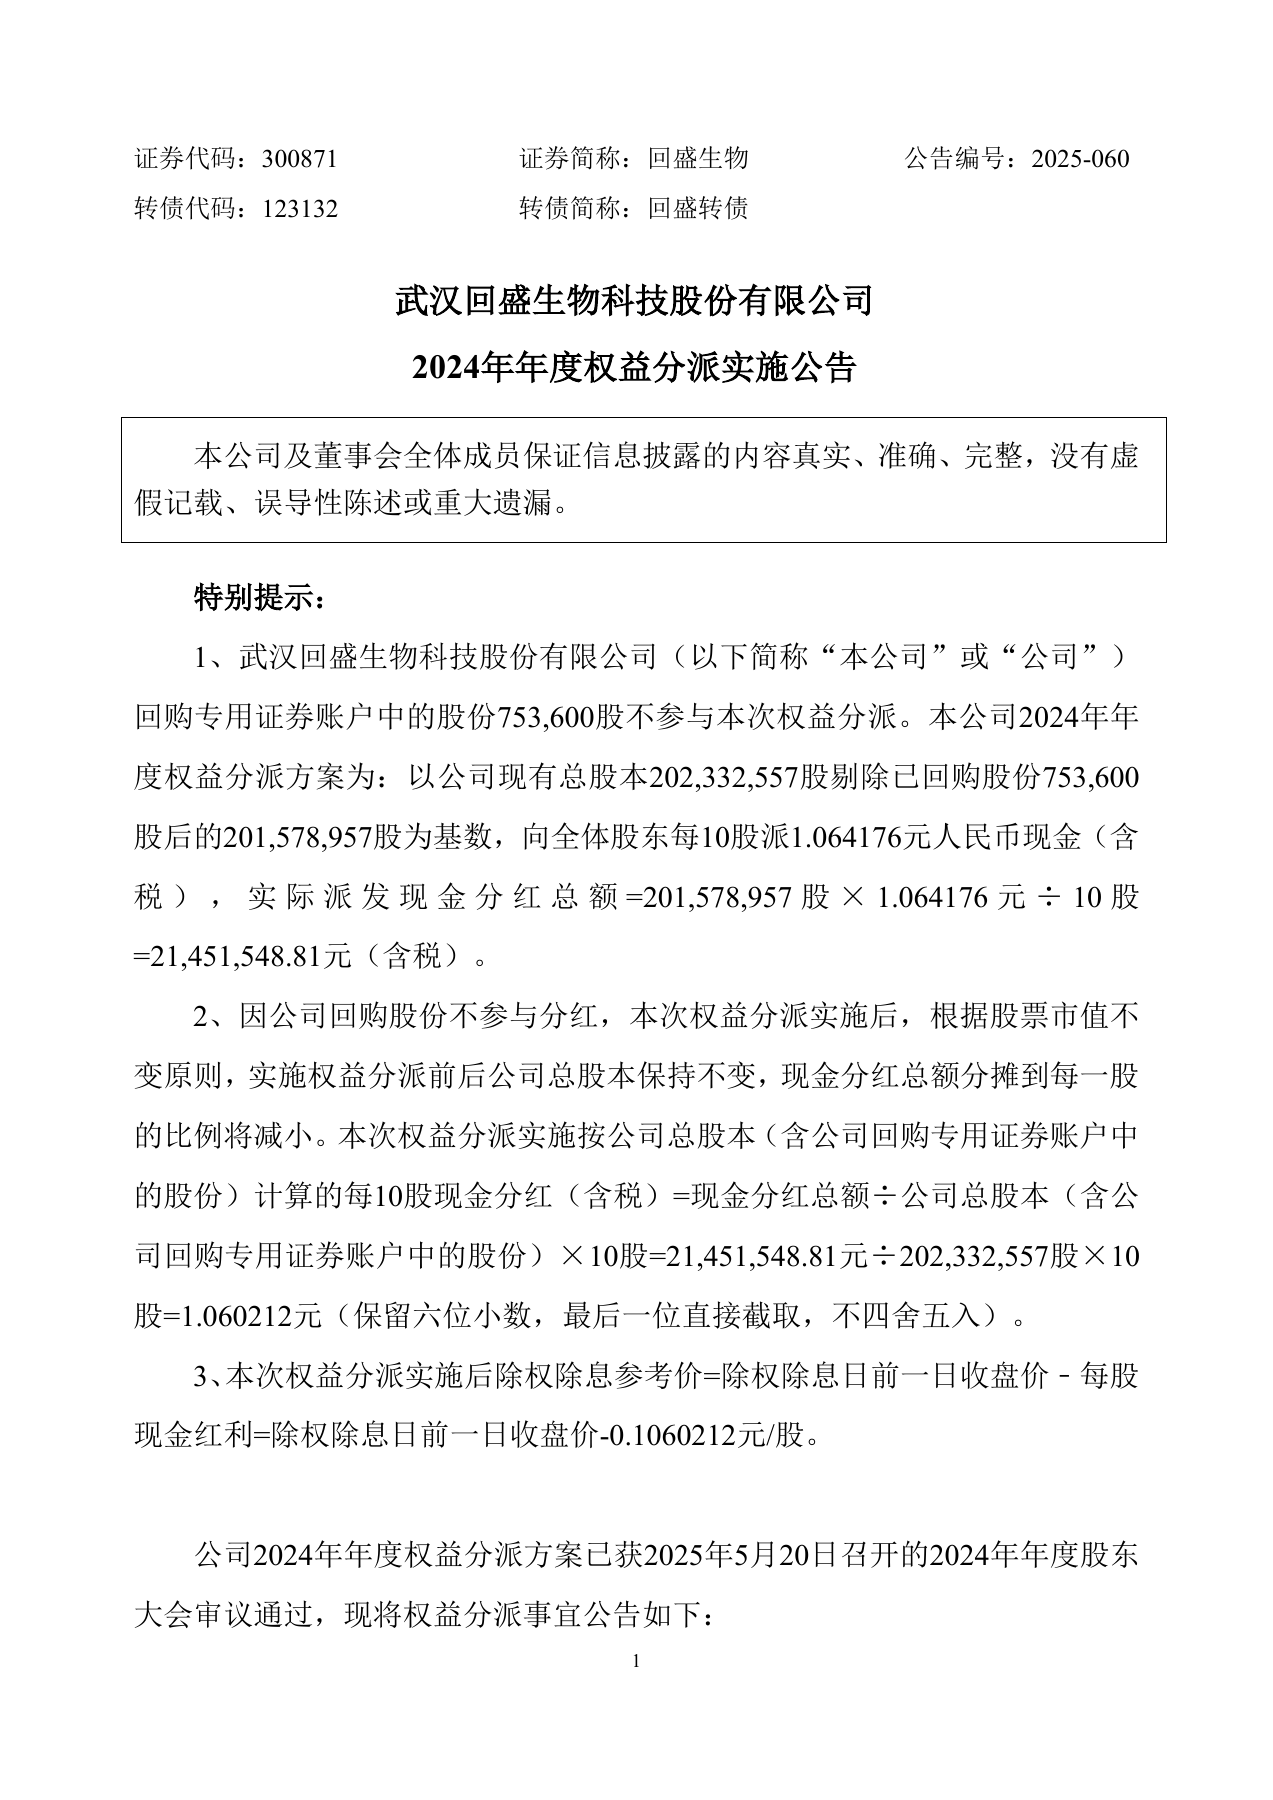 证券代码：300871 证券简称：回盛生物 公告编号：2025-060
转债代码：123132 转债简称：回盛转债
武汉回盛生物科技股份有限公司
2024年年度权益分派实施公告
本公司及董事会全体成员保证信息披露的内容真实、准确、完整，没有虚
假记载、误导性陈述或重大遗漏。
特别提示：
1、武汉回盛生物科技股份有限公司（以下简称“本公司”或“公司”）
回购专用证券账户中的股份753,600股不参与本次权益分派。本公司2024年年
度权益分派方案为：以公司现有总股本202,332,557股剔除已回购股份753,600
股后的201,578,957股为基数，向全体股东每10股派1.064176元人民币现金（含
税），实际派发现金分红总额=201,578,957股×1.064176元÷10股
=21,451,548.81元（含税）。
2、因公司回购股份不参与分红，本次权益分派实施后，根据股票市值不
变原则，实施权益分派前后公司总股本保持不变，现金分红总额分摊到每一股
的比例将减小。本次权益分派实施按公司总股本（含公司回购专用证券账户中
的股份）计算的每10股现金分红（含税）=现金分红总额÷公司总股本（含公
司回购专用证券账户中的股份）×10股=21,451,548.81元÷202,332,557股×10
股=1.060212元（保留六位小数，最后一位直接截取，不四舍五入）。
3、本次权益分派实施后除权除息参考价=除权除息日前一日收盘价－每股
现金红利=除权除息日前一日收盘价-0.1060212元/股。
公司2024年年度权益分派方案已获2025年5月20日召开的2024年年度股东
大会审议通过，现将权益分派事宜公告如下：
1